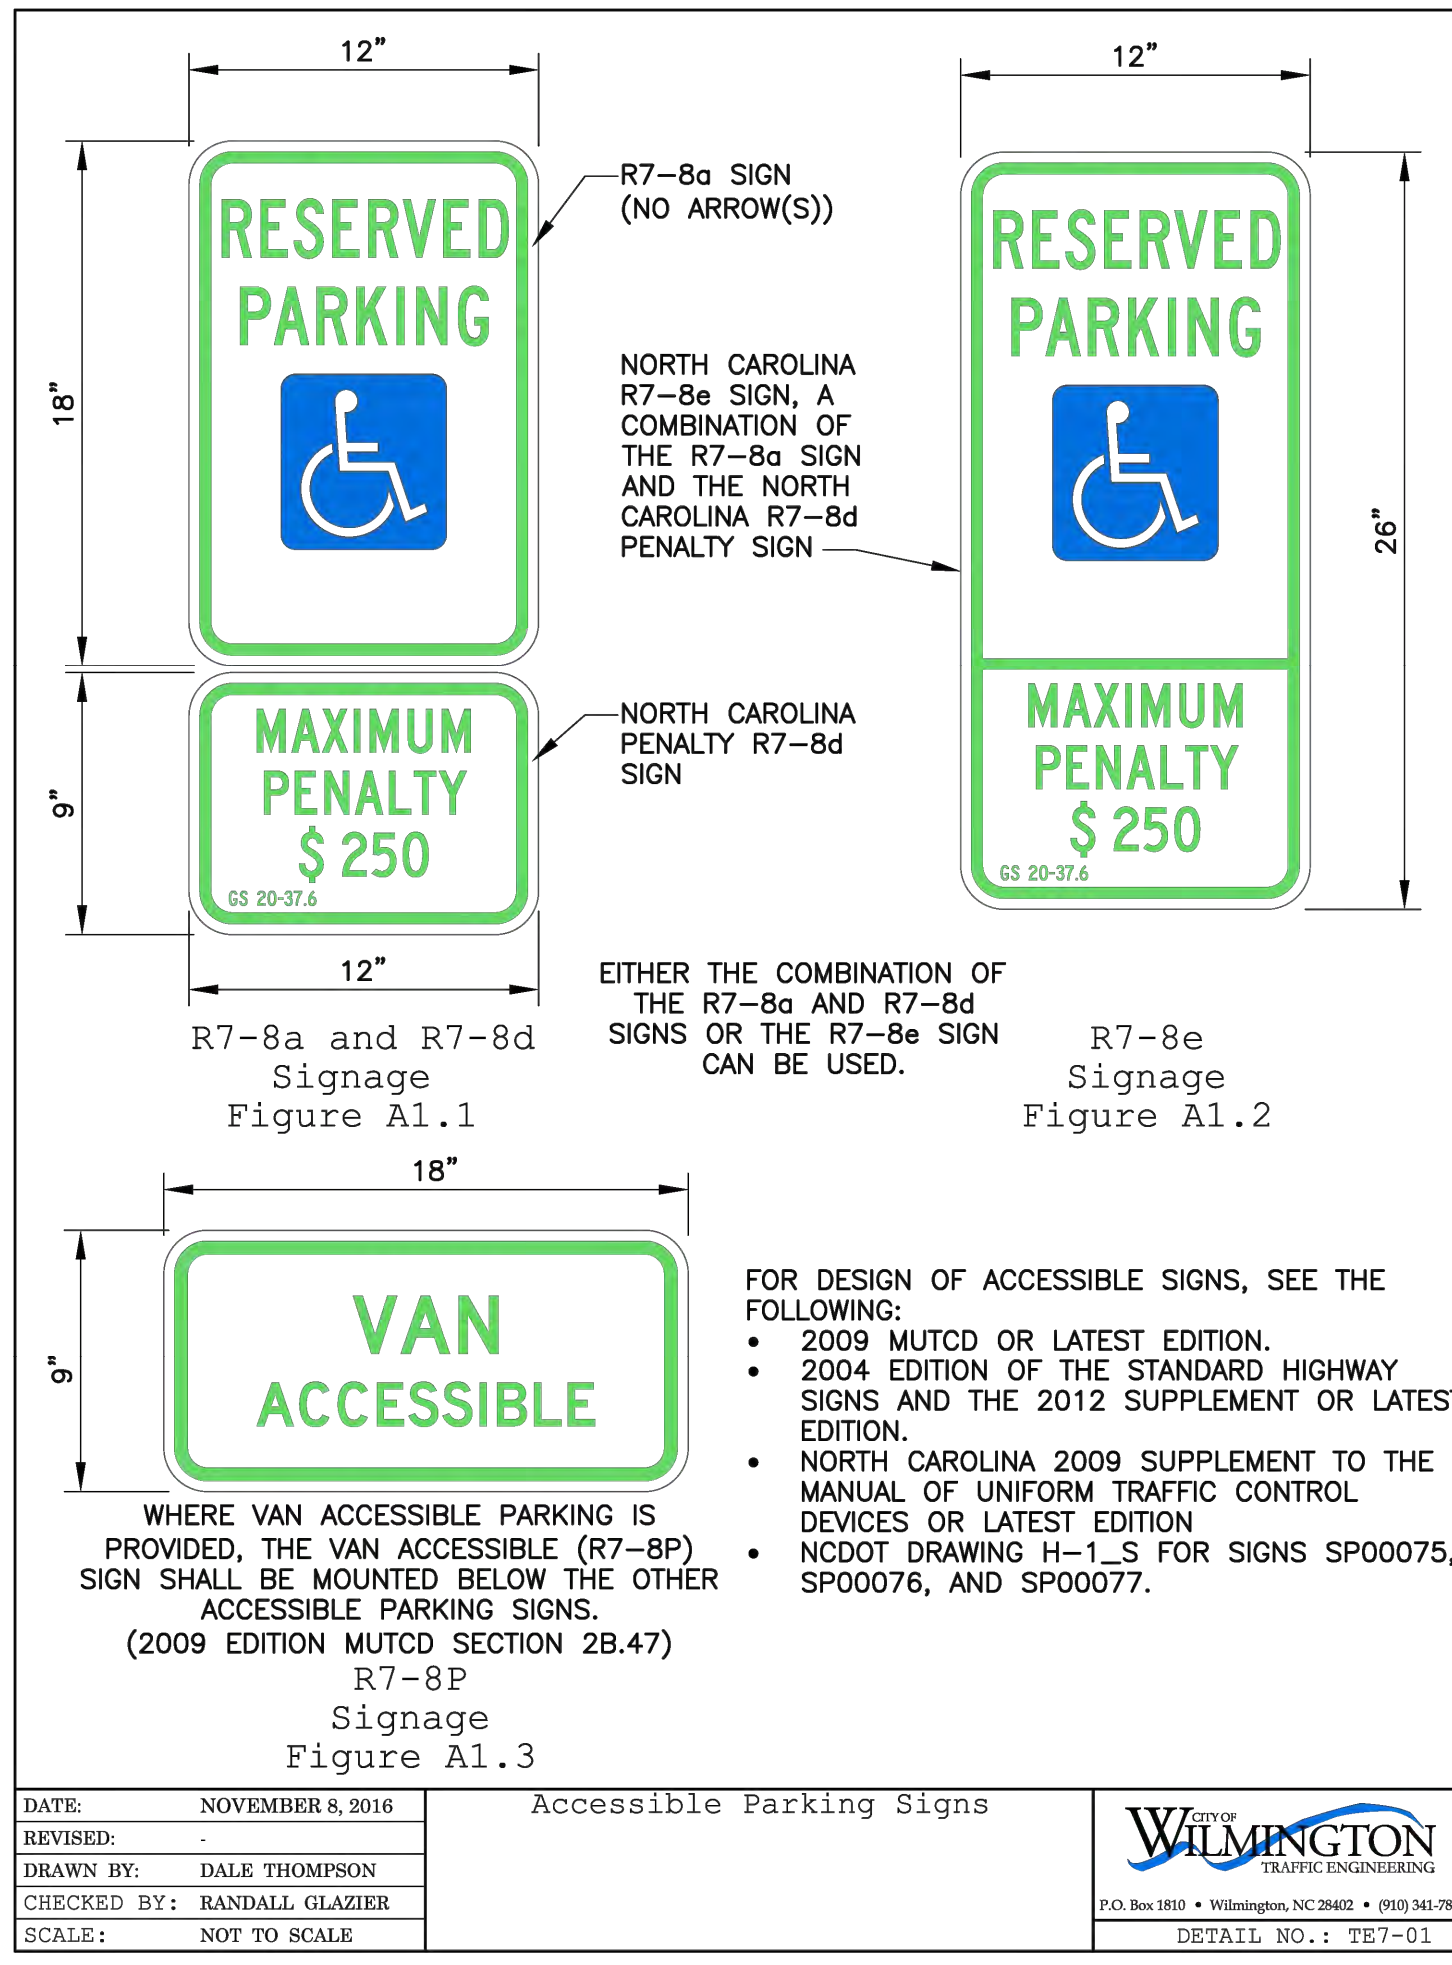 12”
18”
RESERVED
PARKING
R7-8a SIGN
(NO ARROW(S))
9”
MAXIMUM
PENALTY
$ 250
GS 20-37.6
NORTH CAROLINA
PENALTY R7-8d
SIGN
12”
R7-8a and R7-8d
Signage
Figure A1.1
NORTH CAROLINA
R7-8e SIGN, A
COMBINATION OF
THE R7-8a SIGN
AND THE NORTH
CAROLINA R7-8d
PENALTY SIGN
12”
26”
RESERVED
PARKING
MAXIMUM
PENALTY
$ 250
GS 20-37.6
EITHER THE COMBINATION OF
THE R7-8a AND R7-8d
SIGNS OR THE R7-8e SIGN
CAN BE USED.
R7-8e
Signage
Figure A1.2
18”
9”
VAN
ACCESSIBLE
WHERE VAN ACCESSIBLE PARKING IS
PROVIDED, THE VAN ACCESSIBLE (R7-8P)
SIGN SHALL BE MOUNTED BELOW THE OTHER
ACCESSIBLE PARKING SIGNS.
(2009 EDITION MUTCD SECTION 2B.47)
R7-8P
Signage
Figure A1.3
FOR DESIGN OF ACCESSIBLE SIGNS, SEE THE
FOLLOWING:
• 2009 MUTCD OR LATEST EDITION.
• 2004 EDITION OF THE STANDARD HIGHWAY
SIGNS AND THE 2012 SUPPLEMENT OR LATES
EDITION.
• NORTH CAROLINA 2009 SUPPLEMENT TO THE
MANUAL OF UNIFORM TRAFFIC CONTROL
DEVICES OR LATEST EDITION
• NCDOT DRAWING H-1_S FOR SIGNS SP00075,
SP00076, AND SP00077.
DATE: NOVEMBER 8, 2016
REVISED: -
DRAWN BY: DALE THOMPSON
CHECKED BY: RANDALL GLAZIER
SCALE: NOT TO SCALE
Accessible Parking Signs
CITY OF
WILMINGTON
TRAFFIC ENGINEERING
P.O. Box 1810 • Wilmington, NC 28402 • (910) 341-78
DETAIL NO.: TE7-01